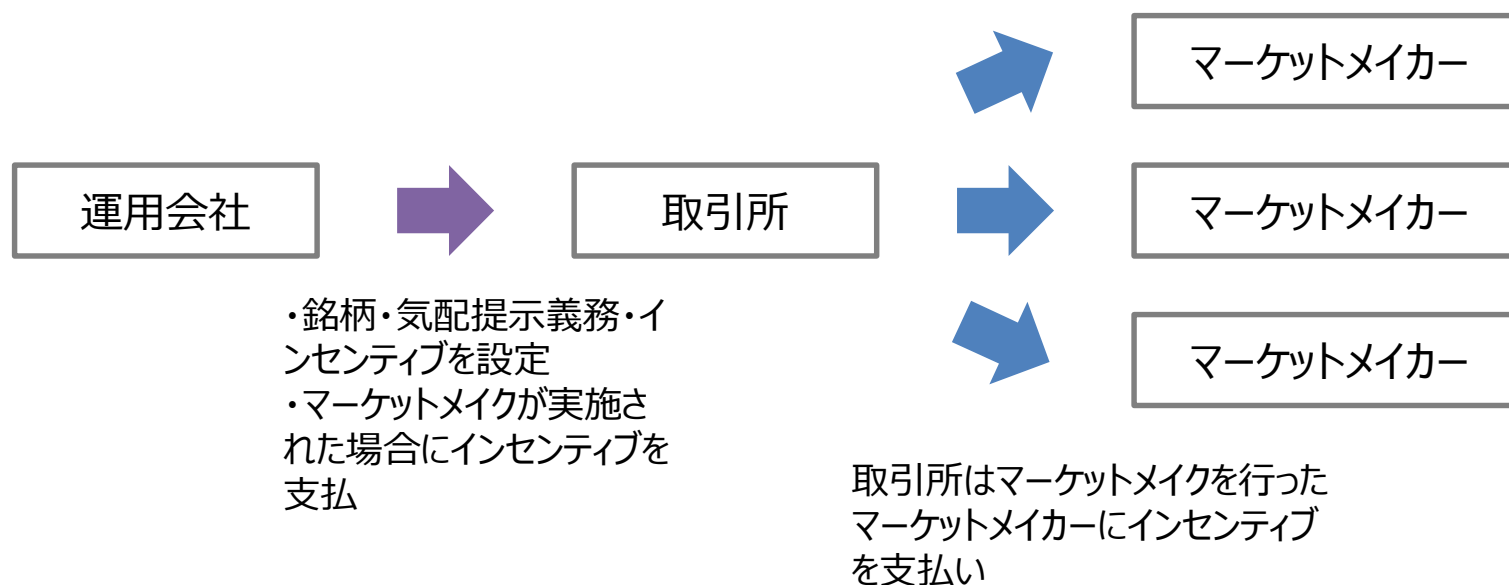 マーケットメイカー
運用会社
取引所
マーケットメイカー
マーケットメイカー
・銘柄・気配提示義務・イ
ンセンティブを設定
・マーケットメイクが実施さ
れた場合にインセンティブを
支払
取引所はマーケットメイクを行った
マーケットメイカーにインセンティブ
を支払い